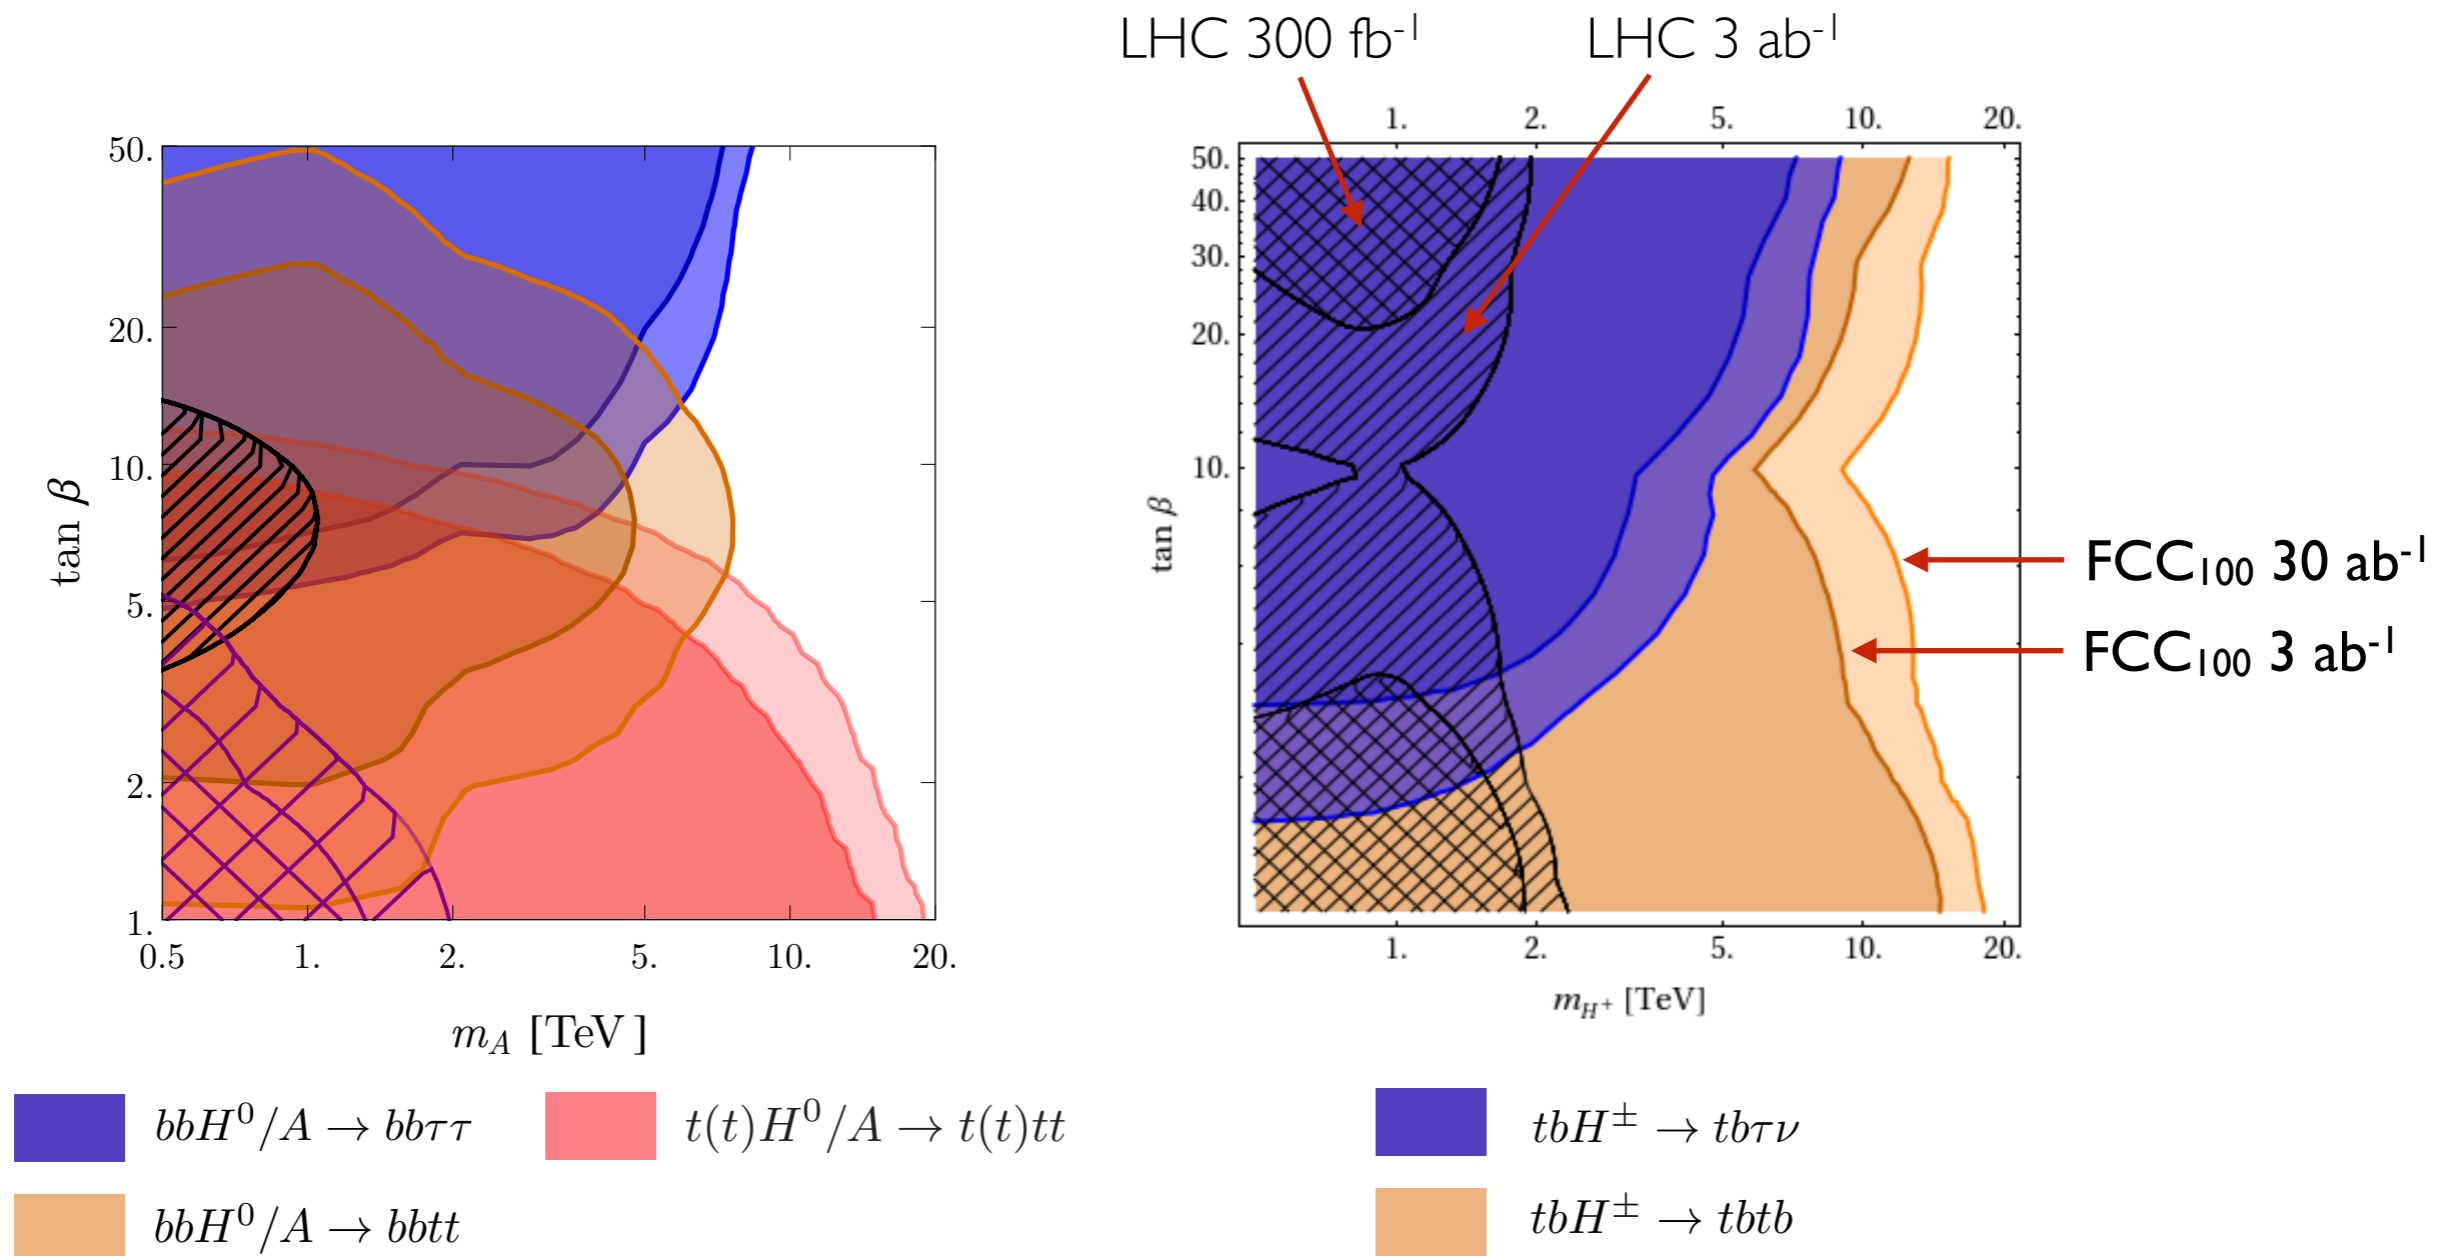 LHC 300 fb⁻¹ LHC 3 ab⁻¹
1. 2. 5. 10. 20.
50.
20.
10.
5.
2.
1.
tan β
0.5 1. 2. 5. 10. 20.
m_A [TeV]
50.
40.
30.
20.
10.
tan β
1. 2. 5. 10. 20.
m_{H⁺} [TeV]
FCC₁₀₀ 30 ab⁻¹
FCC₁₀₀ 3 ab⁻¹
bbH⁰/A → bbττ
t(t)H⁰/A → t(t)tt
bbH⁰/A → bbtt
tbH± → tbτν
tbH± → tbtb